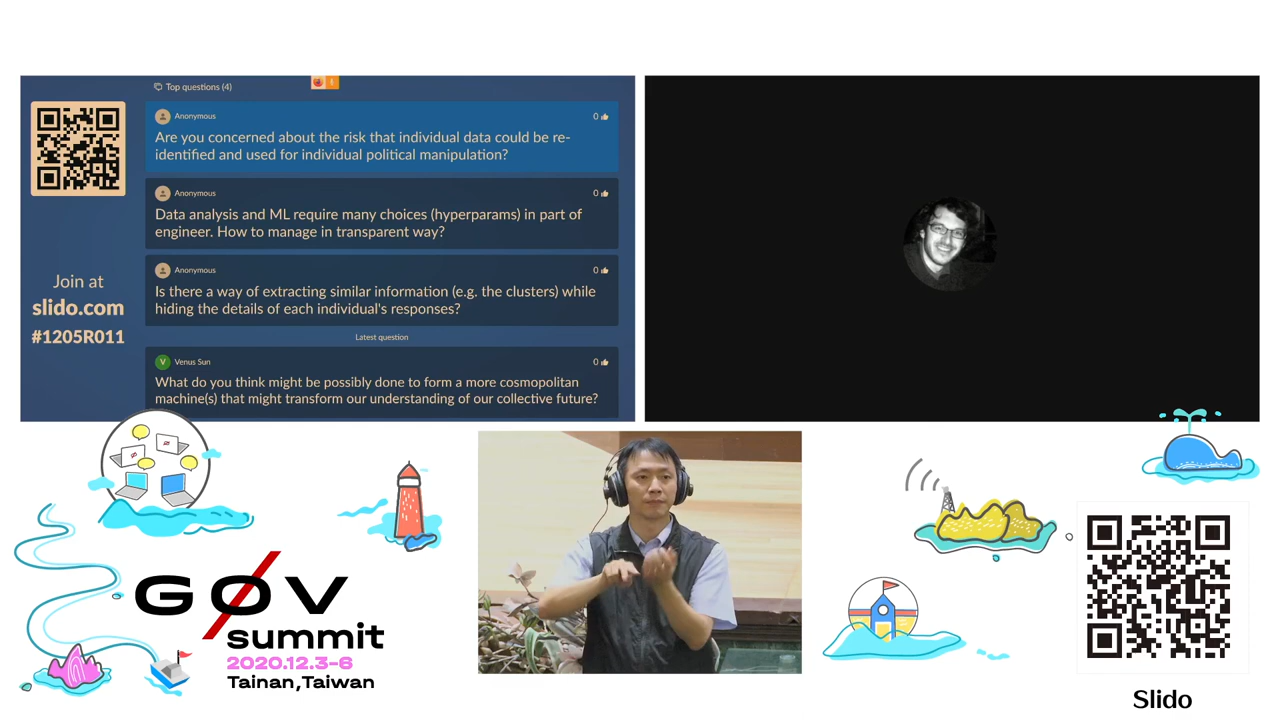 Top questions (4)
Anonymous
0
Are you concerned about the risk that individual data could be re-
identified and used for individual political manipulation?
Anonymous
0
Data analysis and ML require many choices (hyperparams) in part of
engineer. How to manage in transparent way?
Anonymous
0
Is there a way of extracting similar information (e.g. the clusters) while
hiding the details of each individual's responses?
Latest question
V
Venus Sun
0
What do you think might be possibly done to form a more cosmopolitan
machine(s) that might transform our understanding of our collective future?
Join at
slido.com
#1205R011
GØV
summit
2020.12.3-6
Tainan,Taiwan
Slido